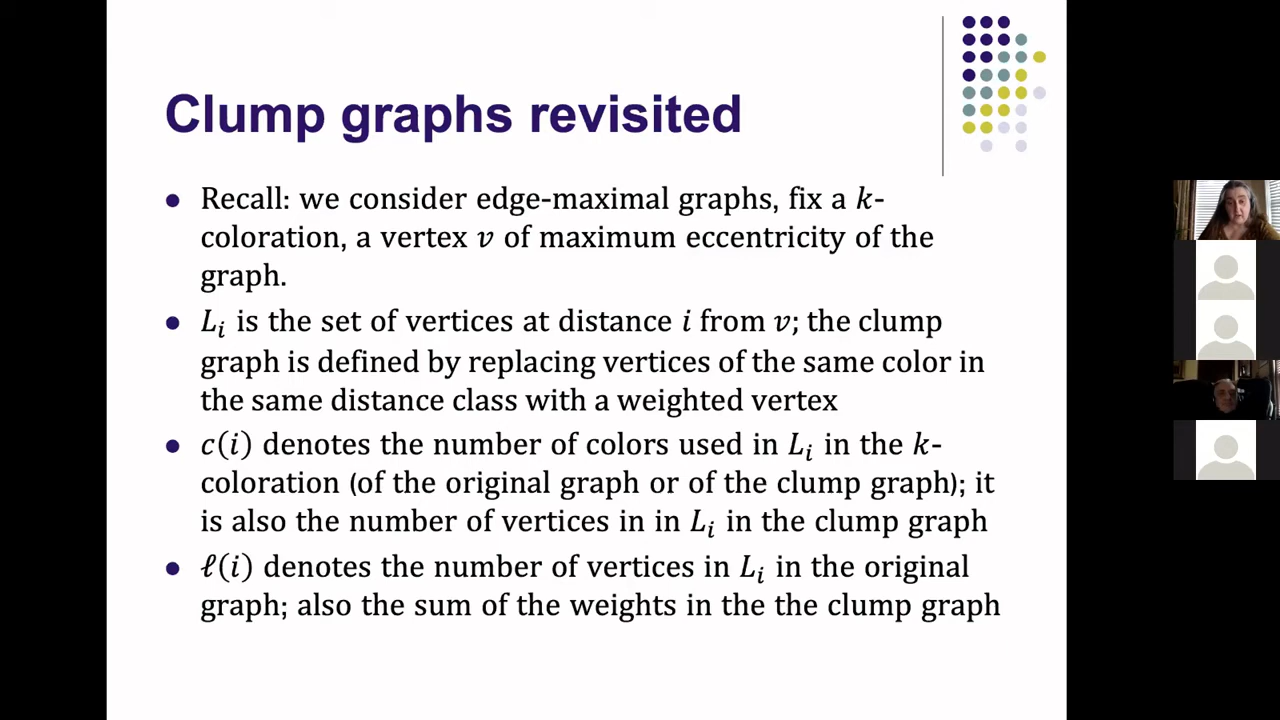 Clump graphs revisited
● Recall: we consider edge-maximal graphs, fix a k-
coloration, a vertex v of maximum eccentricity of the
graph.
● Lᵢ is the set of vertices at distance i from v; the clump
graph is defined by replacing vertices of the same color in
the same distance class with a weighted vertex
● c(i) denotes the number of colors used in Lᵢ in the k-
coloration (of the original graph or of the clump graph); it
is also the number of vertices in in Lᵢ in the clump graph
● ℓ(i) denotes the number of vertices in Lᵢ in the original
graph; also the sum of the weights in the the clump graph